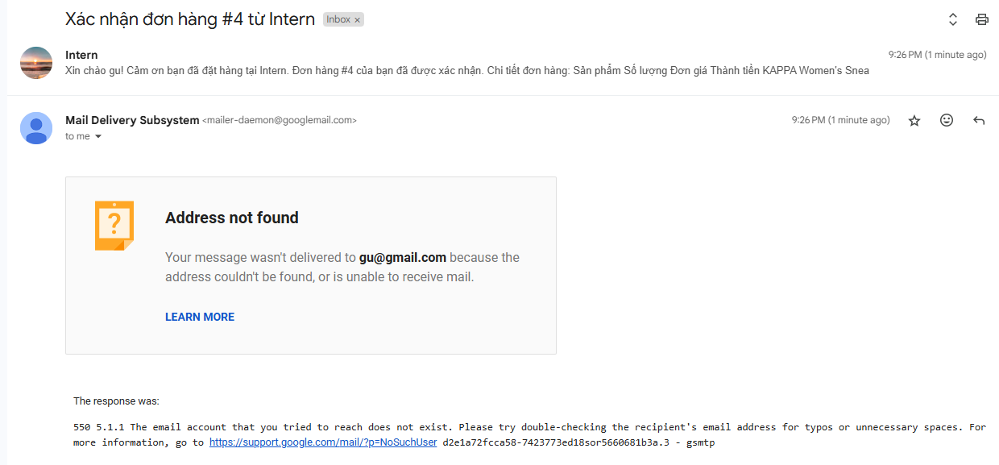 Xác nhận đơn hàng #4 từ Intern Inbox ×
Intern 9:26 PM (1 minute ago)
Xin chào gu! Cảm ơn bạn đã đặt hàng tại Intern. Đơn hàng #4 của bạn đã được xác nhận. Chi tiết đơn hàng: Sản phẩm Số lượng Đơn giá Thành tiền KAPPA Women's Snea
Mail Delivery Subsystem <mailer-daemon@googlemail.com> 9:26 PM (1 minute ago)
to me
Address not found
Your message wasn't delivered to gu@gmail.com because the
address couldn't be found, or is unable to receive mail.
LEARN MORE
The response was:
550 5.1.1 The email account that you tried to reach does not exist. Please try double-checking the recipient's email address for typos or unnecessary spaces. For
more information, go to https://support.google.com/mail/?p=NoSuchUser d2e1a72fcca58-7423773ed18sor5660681b3a.3 - gsmtp